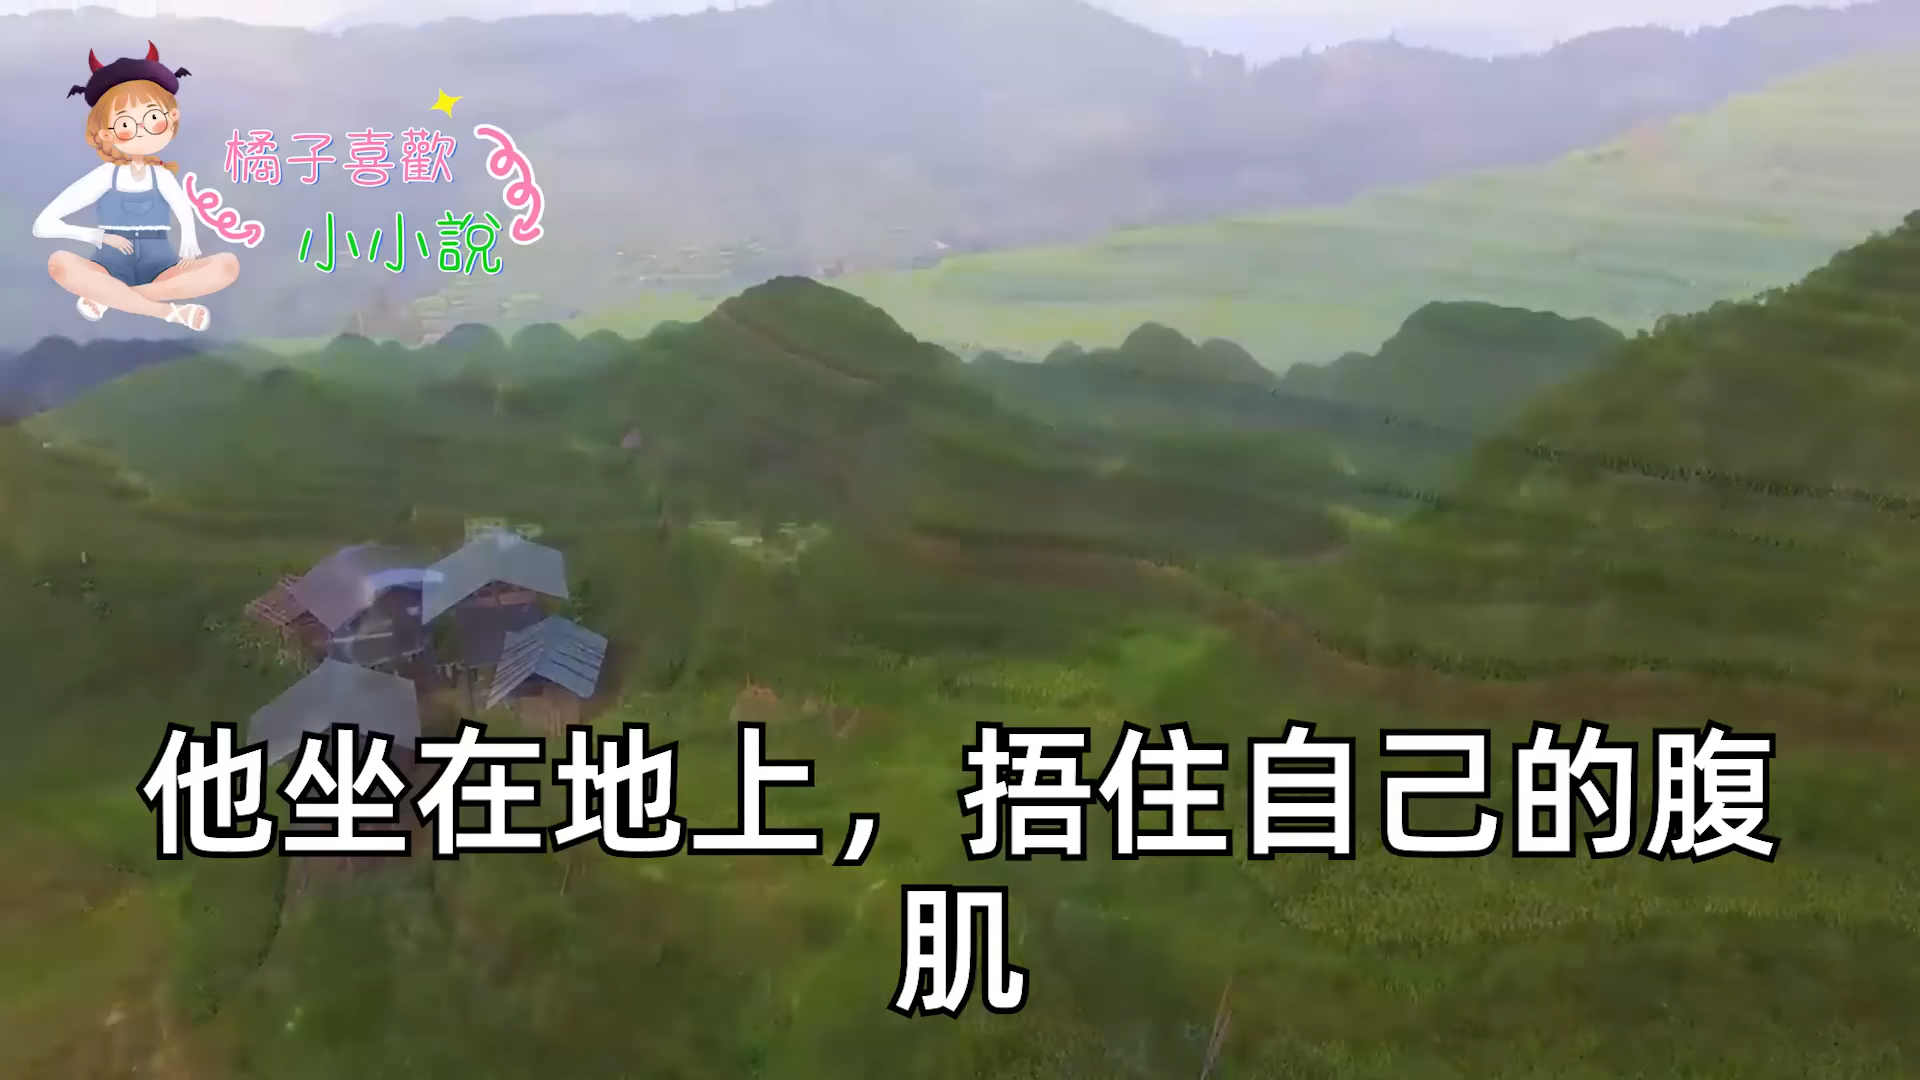 橘子喜歡
小小說
他坐在地上，捂住自己的腹
肌